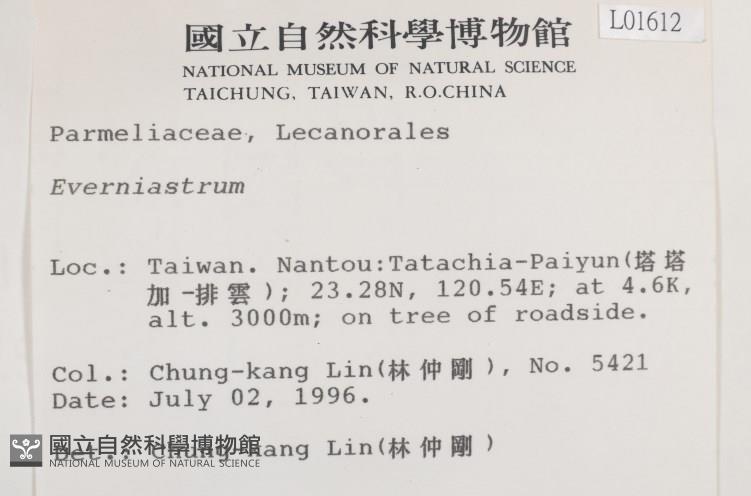 L01612
國立自然科學博物館
NATIONAL MUSEUM OF NATURAL SCIENCE
TAICHUNG, TAIWAN, R.O.CHINA
Parmeliaceae, Lecanorales
Everniastrum
Loc.: Taiwan. Nantou:Tatachia-Paiyun(塔塔
加-排雲); 23.28N, 120.54E; at 4.6K,
alt. 3000m; on tree of roadside.
Col.: Chung-kang Lin(林仲剛), No. 5421
Date: July 02, 1996.
Det.: Chung-kang Lin(林仲剛)
國立自然科學博物館
NATIONAL MUSEUM OF NATURAL SCIENCE